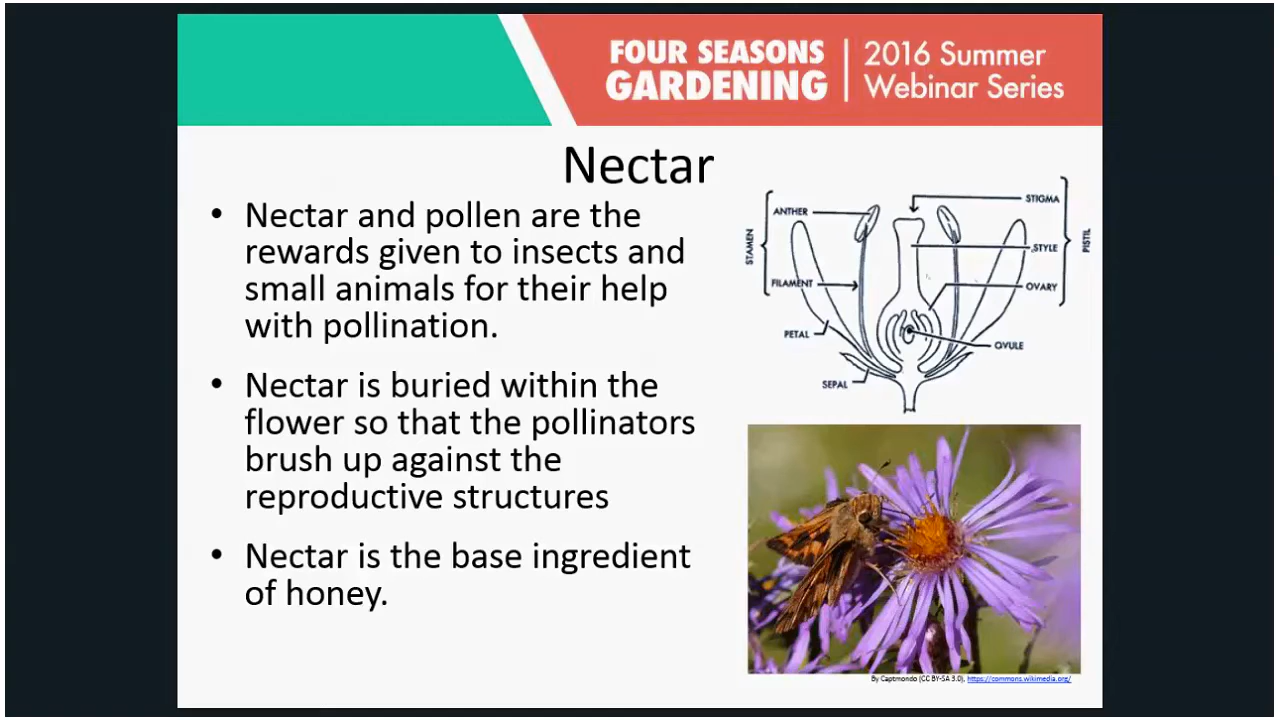 FOUR SEASONS
GARDENING
2016 Summer
Webinar Series
Nectar
• Nectar and pollen are the
rewards given to insects and
small animals for their help
with pollination.
• Nectar is buried within the
flower so that the pollinators
brush up against the
reproductive structures
• Nectar is the base ingredient
of honey.
STAMEN
ANTHER
FILAMENT
PETAL
SEPAL
STIGMA
STYLE
OVARY
OVULE
PISTIL
By Captmondo (CC BY-SA 3.0), https://commons.wikimedia.org/